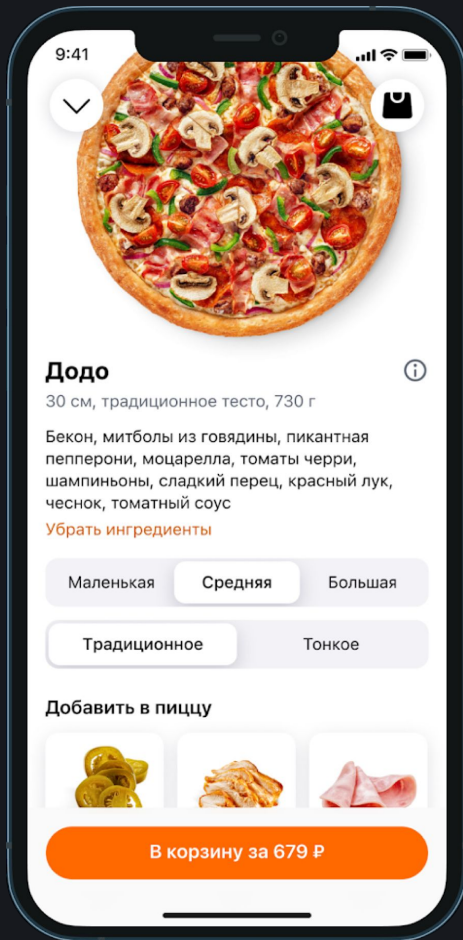 9:41
Додо
30 см, традиционное тесто, 730 г
Бекон, митболы из говядины, пикантная
пепперони, моцарелла, томаты черри,
шампиньоны, сладкий перец, красный лук,
чеснок, томатный соус
Убрать ингредиенты
Маленькая Средняя Большая
Традиционное Тонкое
Добавить в пиццу
В корзину за 679 ₽